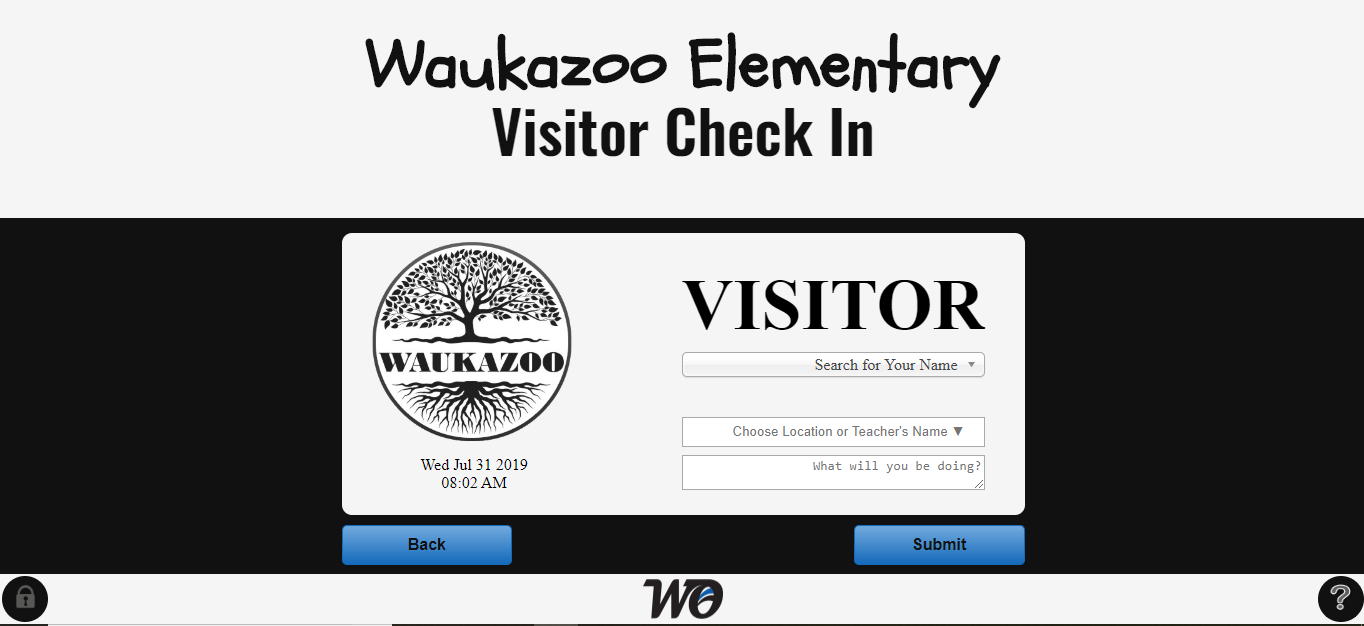 Waukazoo Elementary
Visitor Check In
WAUKAZOO
Wed Jul 31 2019
08:02 AM
VISITOR
Search for Your Name ▼
Choose Location or Teacher's Name ▼
What will you be doing?
Back
Submit
WO
?